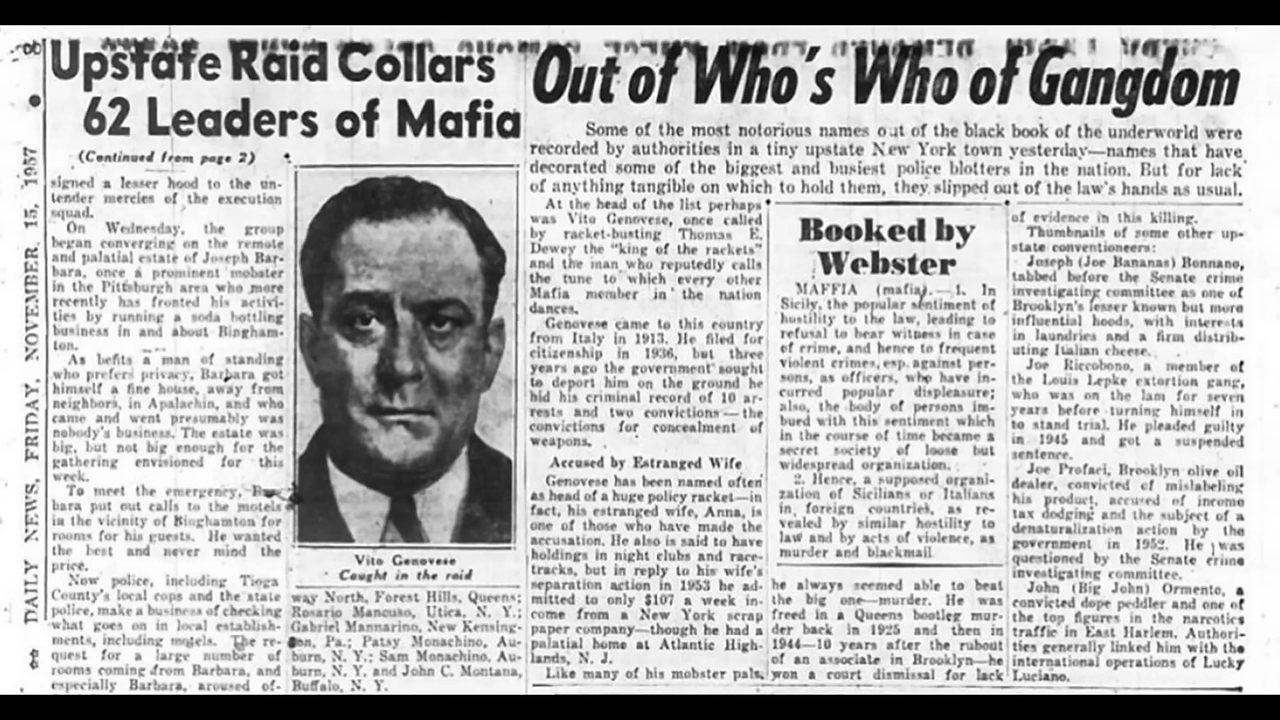 DAILY NEWS, FRIDAY, NOVEMBER 15, 1957
Upstate Raid Collars
62 Leaders of Mafia
(Continued from page 2)
signed a lesser hood to the un-
tender mercies of the execution
squad.
On Wednesday, the group
began converging on the remote
and palatial estate of Joseph Bar-
bara, once a prominent mobster
in the Pittsburgh area who more
recently has fronted his activi-
ties by running a soda bottling
business in and about Bingham-
ton.
As befits a man of standing
who prefers privacy, Barbara got
himself a fine house, away from
neighbors, in Apalachin, and who
came and went presumably was
nobody's business. The estate was
big, but not big enough for the
gathering envisioned for this
week.
To meet the emergency, Bar-
bara put out calls to the motels
in the vicinity of Binghamton for
rooms for his guests. He wanted
the best and never mind the
price.
Now police, including Tioga
County's local cops and the state
police, make a business of checking
what goes on in local establish-
ments, including motels. The re-
quest for a large number of
rooms coming from Barbara, and
especially Barbara, aroused of-
Vito Genovese
Caught in the raid
way North, Forest Hills, Queens;
Rosario Mancuso, Utica, N. Y.;
Gabriel Mannarino, New Kensing-
ton, Pa.; Patsy Monachino, Au-
burn, N. Y.; Sam Monachino, Au-
burn, N. Y. and John C. Montana,
Buffalo, N. Y.
Out of Who's Who of Gangdom
Some of the most notorious names out of the black book of the underworld were
recorded by authorities in a tiny upstate New York town yesterday—names that have
decorated some of the biggest and busiest police blotters in the nation. But for lack
of anything tangible on which to hold them, they slipped out of the law's hands as usual.
At the head of the list perhaps
was Vito Genovese, once called
by racket-busting Thomas E.
Dewey the "king of the rackets"
and the man who reputedly calls
the tune to which every other
Mafia member in the nation
dances.
Genovese came to this country
from Italy in 1913. He filed for
citizenship in 1936, but three
years ago the government sought
to deport him on the ground he
hid his criminal record of 10 ar-
rests and two convictions—the
convictions for concealment of
weapons.
Accused by Estranged Wife
Genovese has been named often
as head of a huge policy racket—in
fact, his estranged wife, Anna, is
one of those who have made the
accusation. He also is said to have
holdings in night clubs and race-
tracks, but in reply to his wife's
separation action in 1953 he ad-
mitted to only $107 a week in-
come from a New York scrap
paper company—though he had a
palatial home at Atlantic High-
lands, N. J.
Like many of his mobster pals,
Booked by
Webster
MAFFIA (mafia).—1. In
Sicily, the popular sentiment of
hostility to the law, leading to
refusal to bear witness in case
of crime, and hence to frequent
violent crimes, esp. against per-
sons, as officers, who have in-
curred popular displeasure;
also, the body of persons im-
bued with this sentiment which
in the course of time became a
secret society of loose but
widespread organization.
2. Hence, a supposed organi-
zation of Sicilians or Italians
in foreign countries, as re-
vealed by similar hostility to
law and by acts of violence, as
murder and blackmail
he always seemed able to beat
the big one—murder. He was
freed in a Queens bootleg mur-
der back in 1925 and then in
1944—10 years after the rubout
of an associate in Brooklyn—he
won a court dismissal for lack
of evidence in this killing.
Thumbnails of some other up-
state conventioneers:
Joseph (Joe Bananas) Bonnano,
tabbed before the Senate crime
investigating committee as one of
Brooklyn's lesser known but more
influential hoods, with interests
in laundries and a firm distrib-
uting Italian cheese.
Joe Riccobono, a member of
the Louis Lepke extortion gang,
who was on the lam for seven
years before turning himself in
to stand trial. He pleaded guilty
in 1945 and got a suspended
sentence.
Joe Profaci, Brooklyn olive oil
dealer, convicted of mislabeling
his product, accused of income
tax dodging and the subject of a
denaturalization action by the
government in 1952. He was
questioned by the Senate crime
investigating committee.
John (Big John) Ormento, a
convicted dope peddler and one of
the top figures in the narcotics
traffic in East Harlem. Authori-
ties generally linked him with the
international operations of Lucky
Luciano.